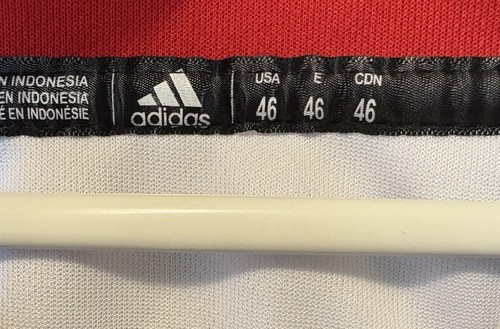 EN INDONESIA
EN INDONESIA
É EN INDONÉSIE
adidas
USA E CDN
46 46 46